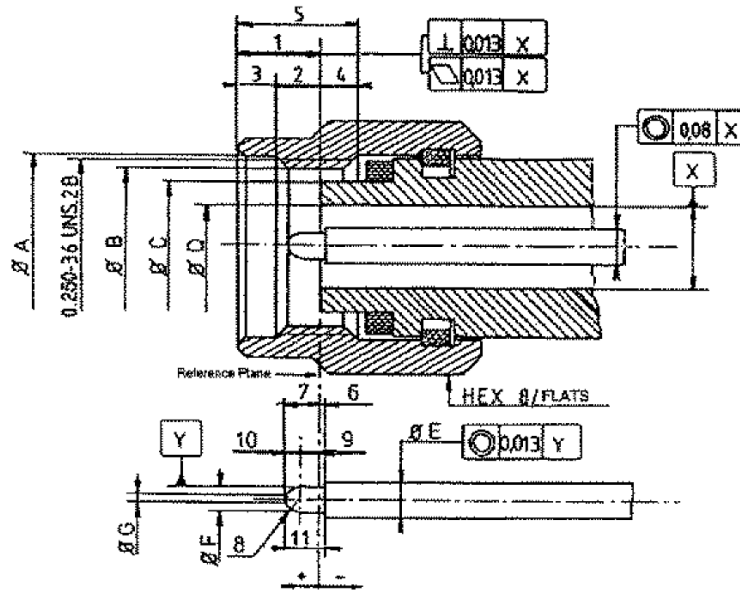 5
1
⊥ 0,013 X
▱ 0,013 X
3 2 4
◎ 0,08 X
X
Ø A
0.250-36 UNS.2B
Ø B
Ø C
Ø D
Reference Plane
HEX 8/FLATS
7 6
Y
10 9
Ø E
◎ 0,013 Y
Ø G
Ø F
8
11
+ -